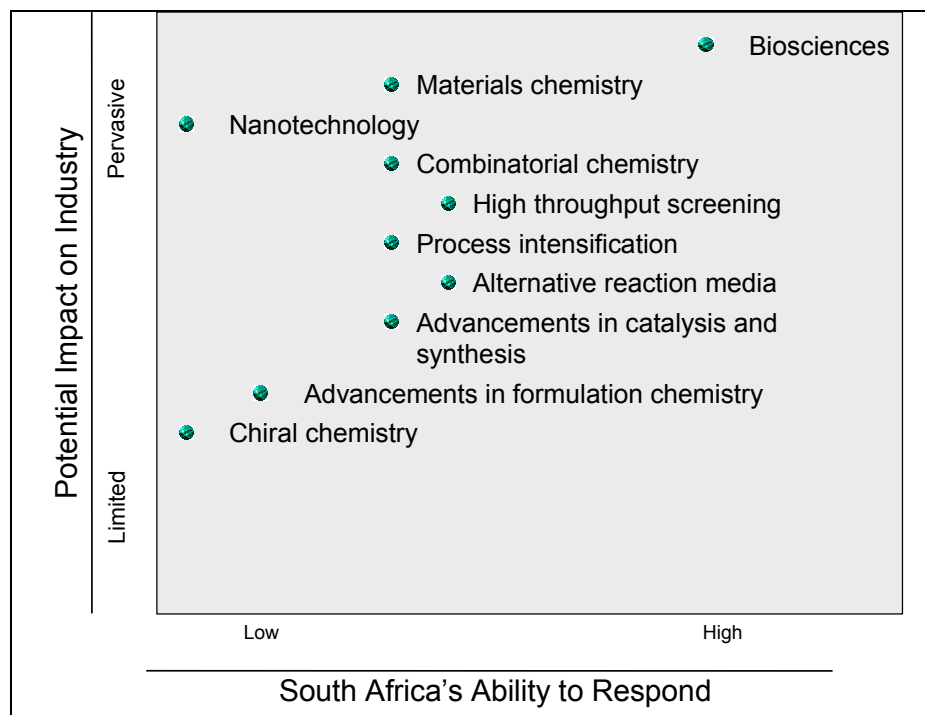 Potential Impact on Industry
Pervasive
Limited
Biosciences
Materials chemistry
Nanotechnology
Combinatorial chemistry
High throughput screening
Process intensification
Alternative reaction media
Advancements in catalysis and
synthesis
Advancements in formulation chemistry
Chiral chemistry
Low
High
South Africa’s Ability to Respond